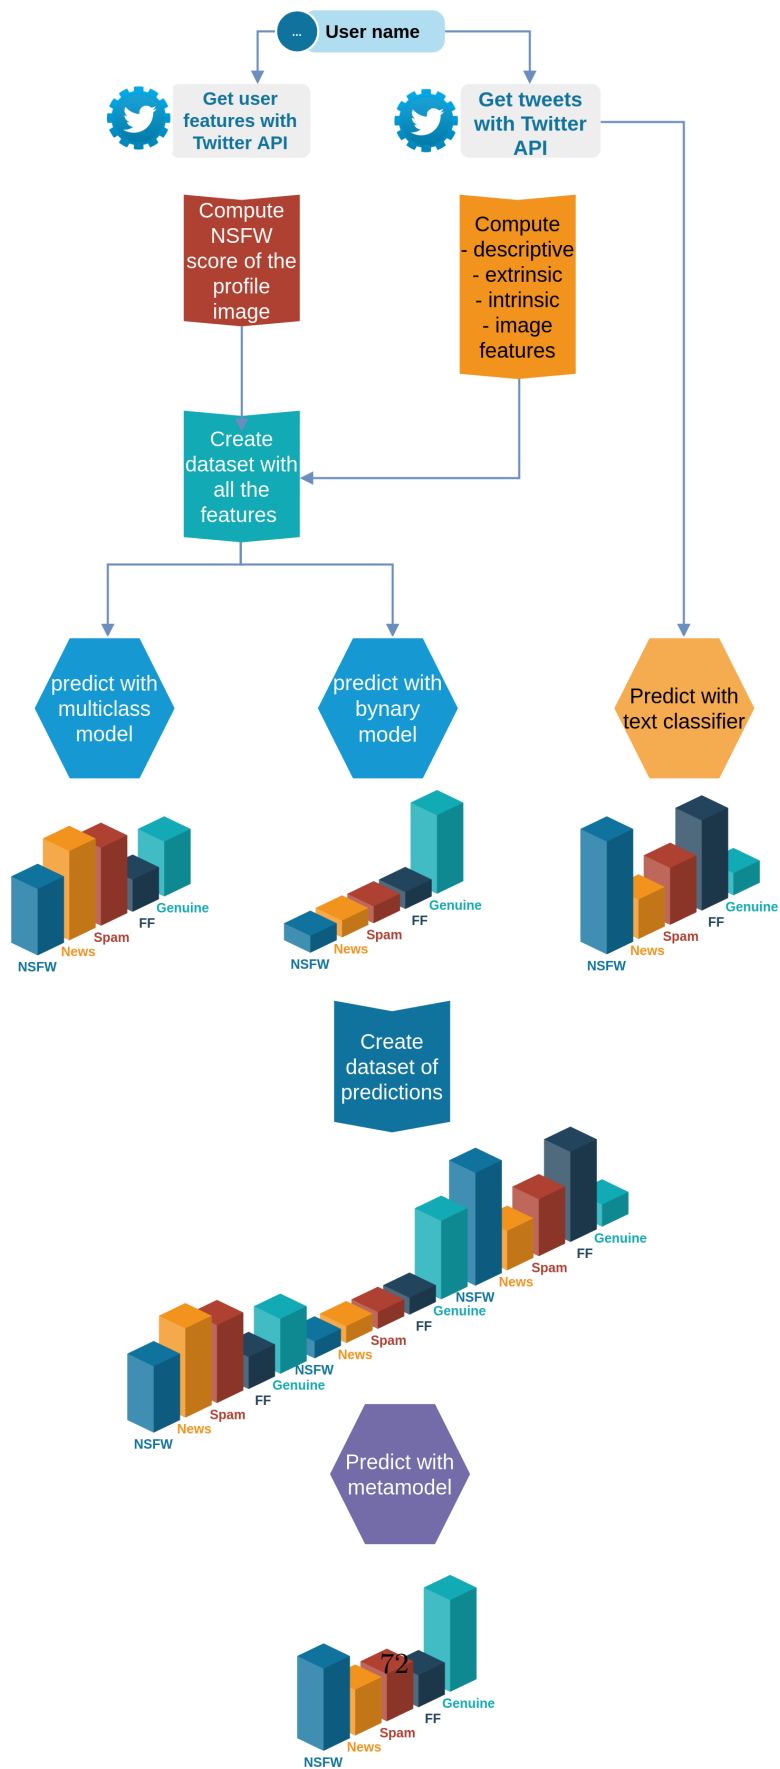 ...
User name
Get user
features with
Twitter API
Get tweets
with Twitter
API
Compute
NSFW
score of the
profile
image
Compute
- descriptive
- extrinsic
- intrinsic
- image
features
Create
dataset with
all the
features
predict with
multiclass
model
predict with
bynary
model
Predict with
text classifier
NSFW
News
Spam
FF
Genuine
NSFW
News
Spam
FF
Genuine
NSFW
News
Spam
FF
Genuine
Create
dataset of
predictions
NSFW
News
Spam
FF
Genuine
NSFW
News
Spam
FF
Genuine
NSFW
News
Spam
FF
Genuine
Predict with
metamodel
72
NSFW
News
Spam
FF
Genuine